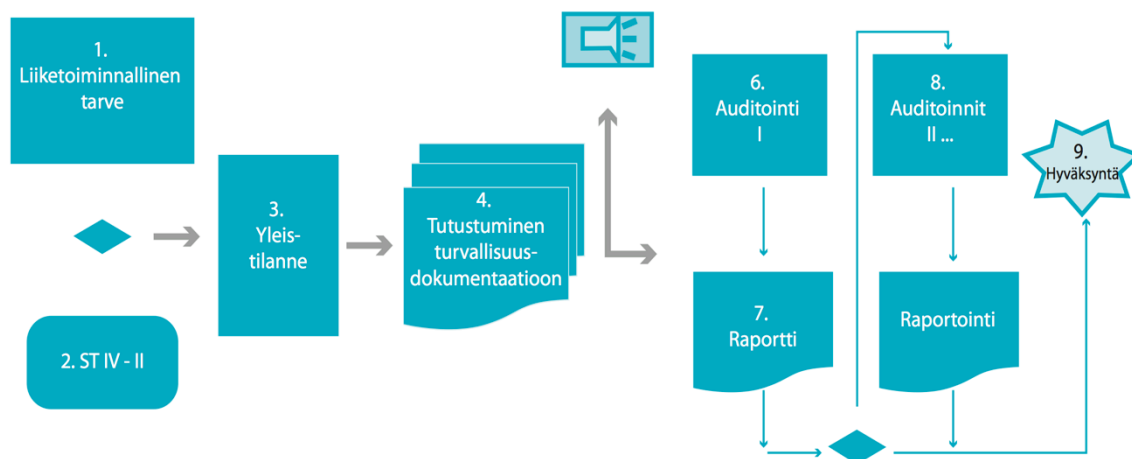 1.
Liiketoiminnallinen
tarve
2. ST IV - II
3.
Yleis-
tilanne
4.
Tutustuminen
turvallisuus-
dokumentaatioon
6.
Auditointi
I
7.
Raportti
8.
Auditoinnit
II ...
Raportointi
9.
Hyväksyntä